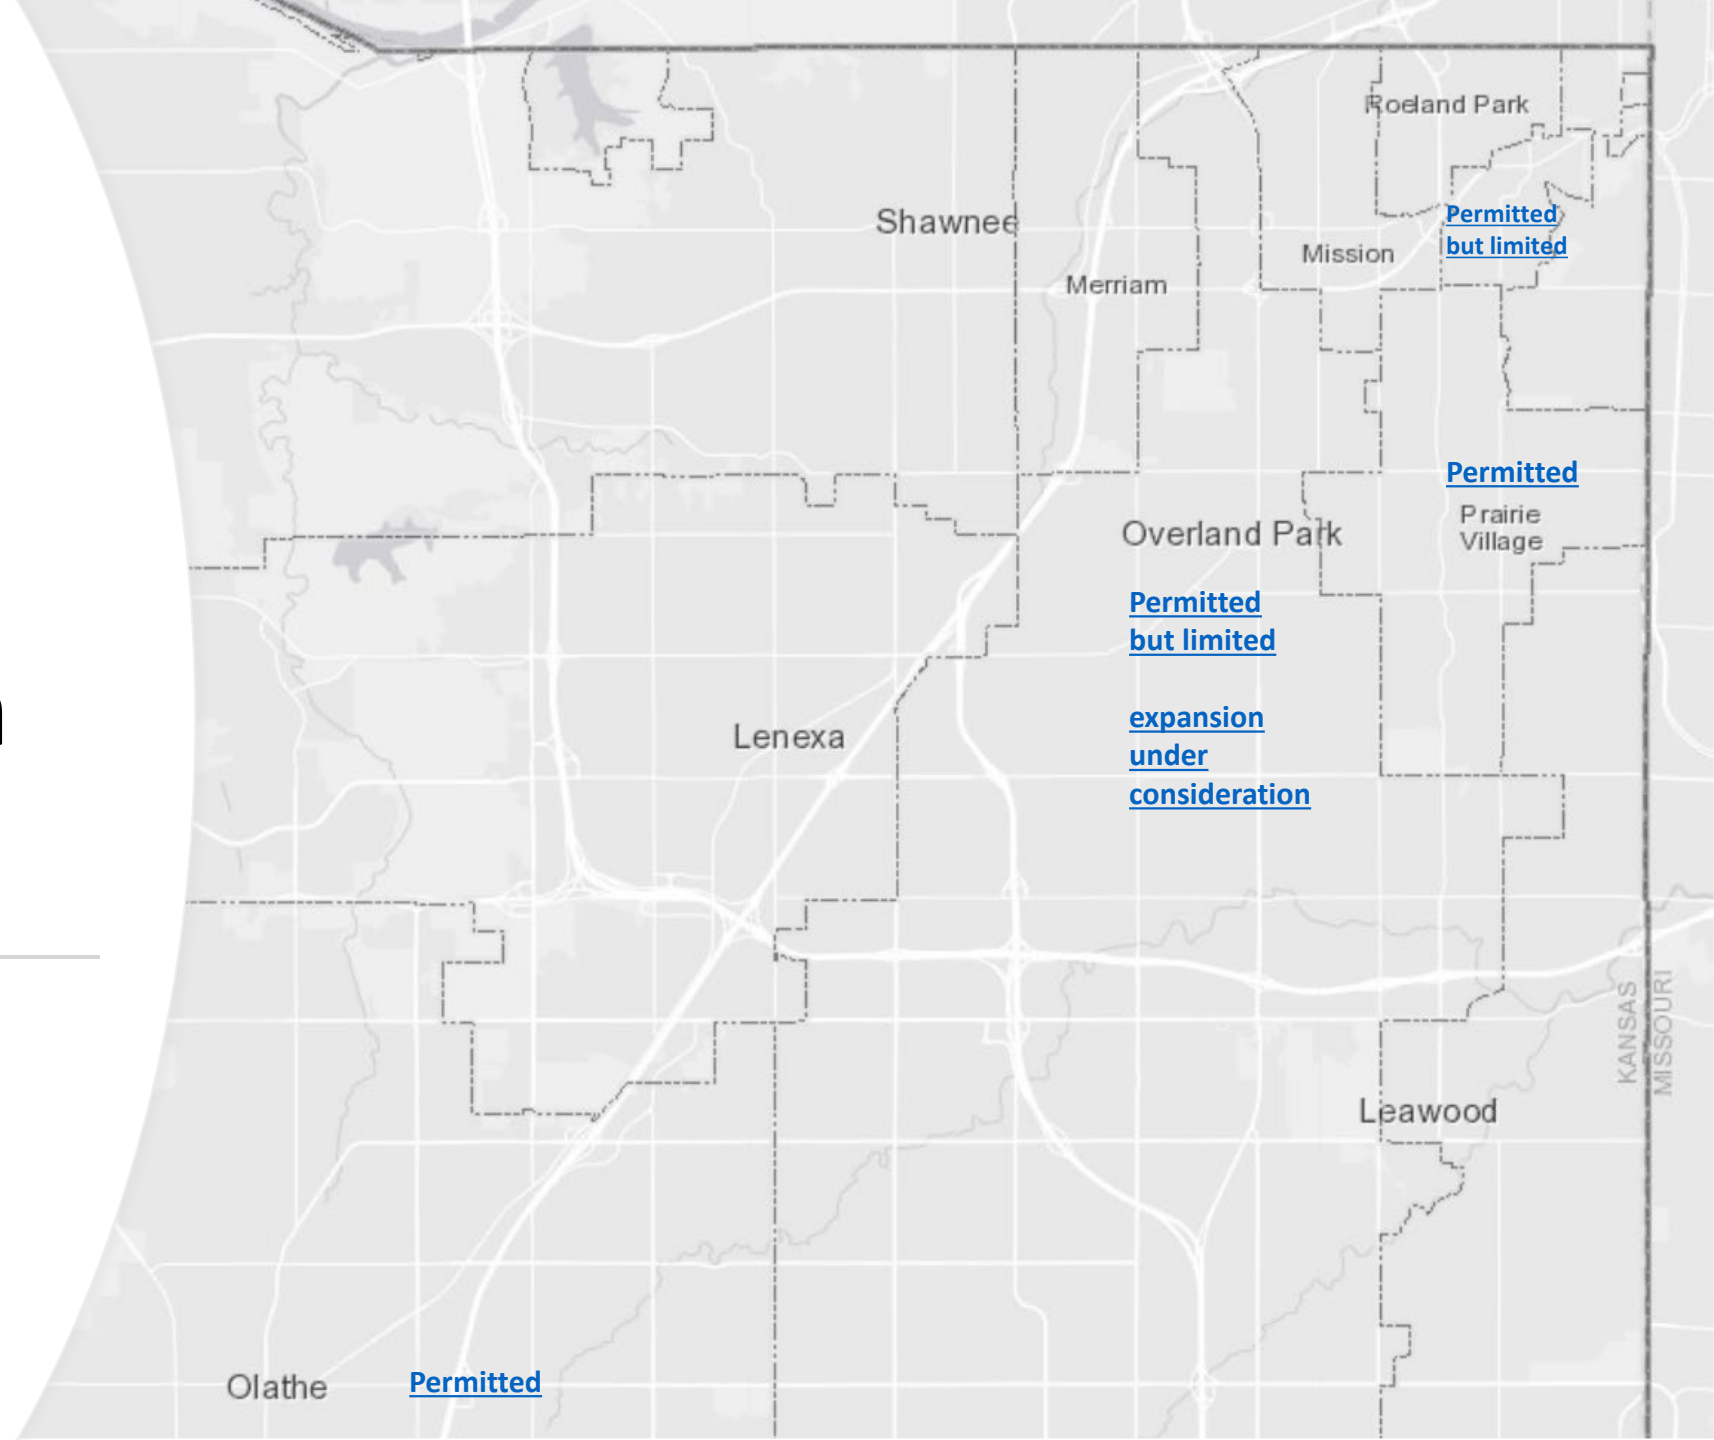 Roeland Park
Shawnee
Permitted
but limited
Mission
Merriam
Permitted
Prairie
Village
Overland Park
Permitted
but limited
expansion
under
consideration
Lenexa
KANSAS
MISSOURI
Leawood
Olathe
Permitted